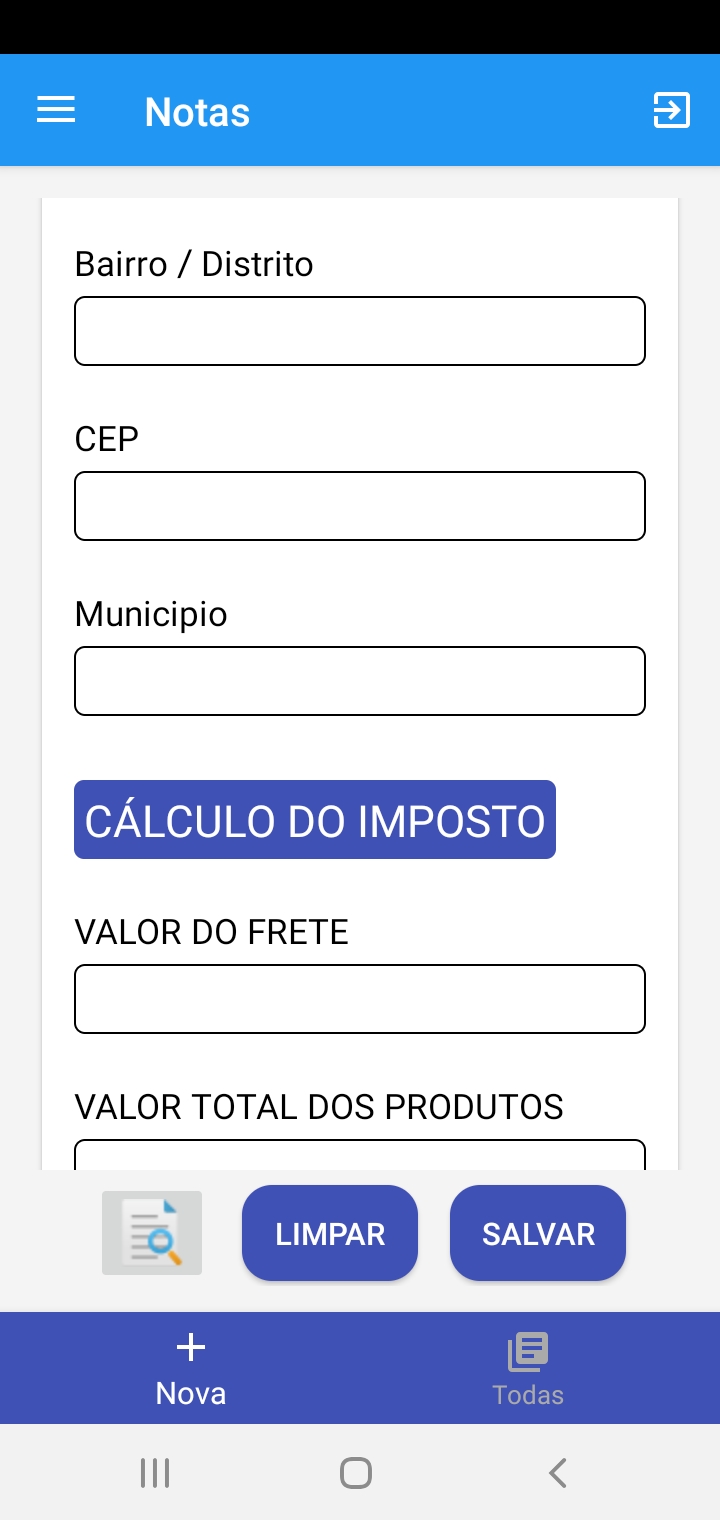 Notas
Bairro / Distrito
CEP
Municipio
CÁLCULO DO IMPOSTO
VALOR DO FRETE
VALOR TOTAL DOS PRODUTOS
LIMPAR
SALVAR
Nova
Todas